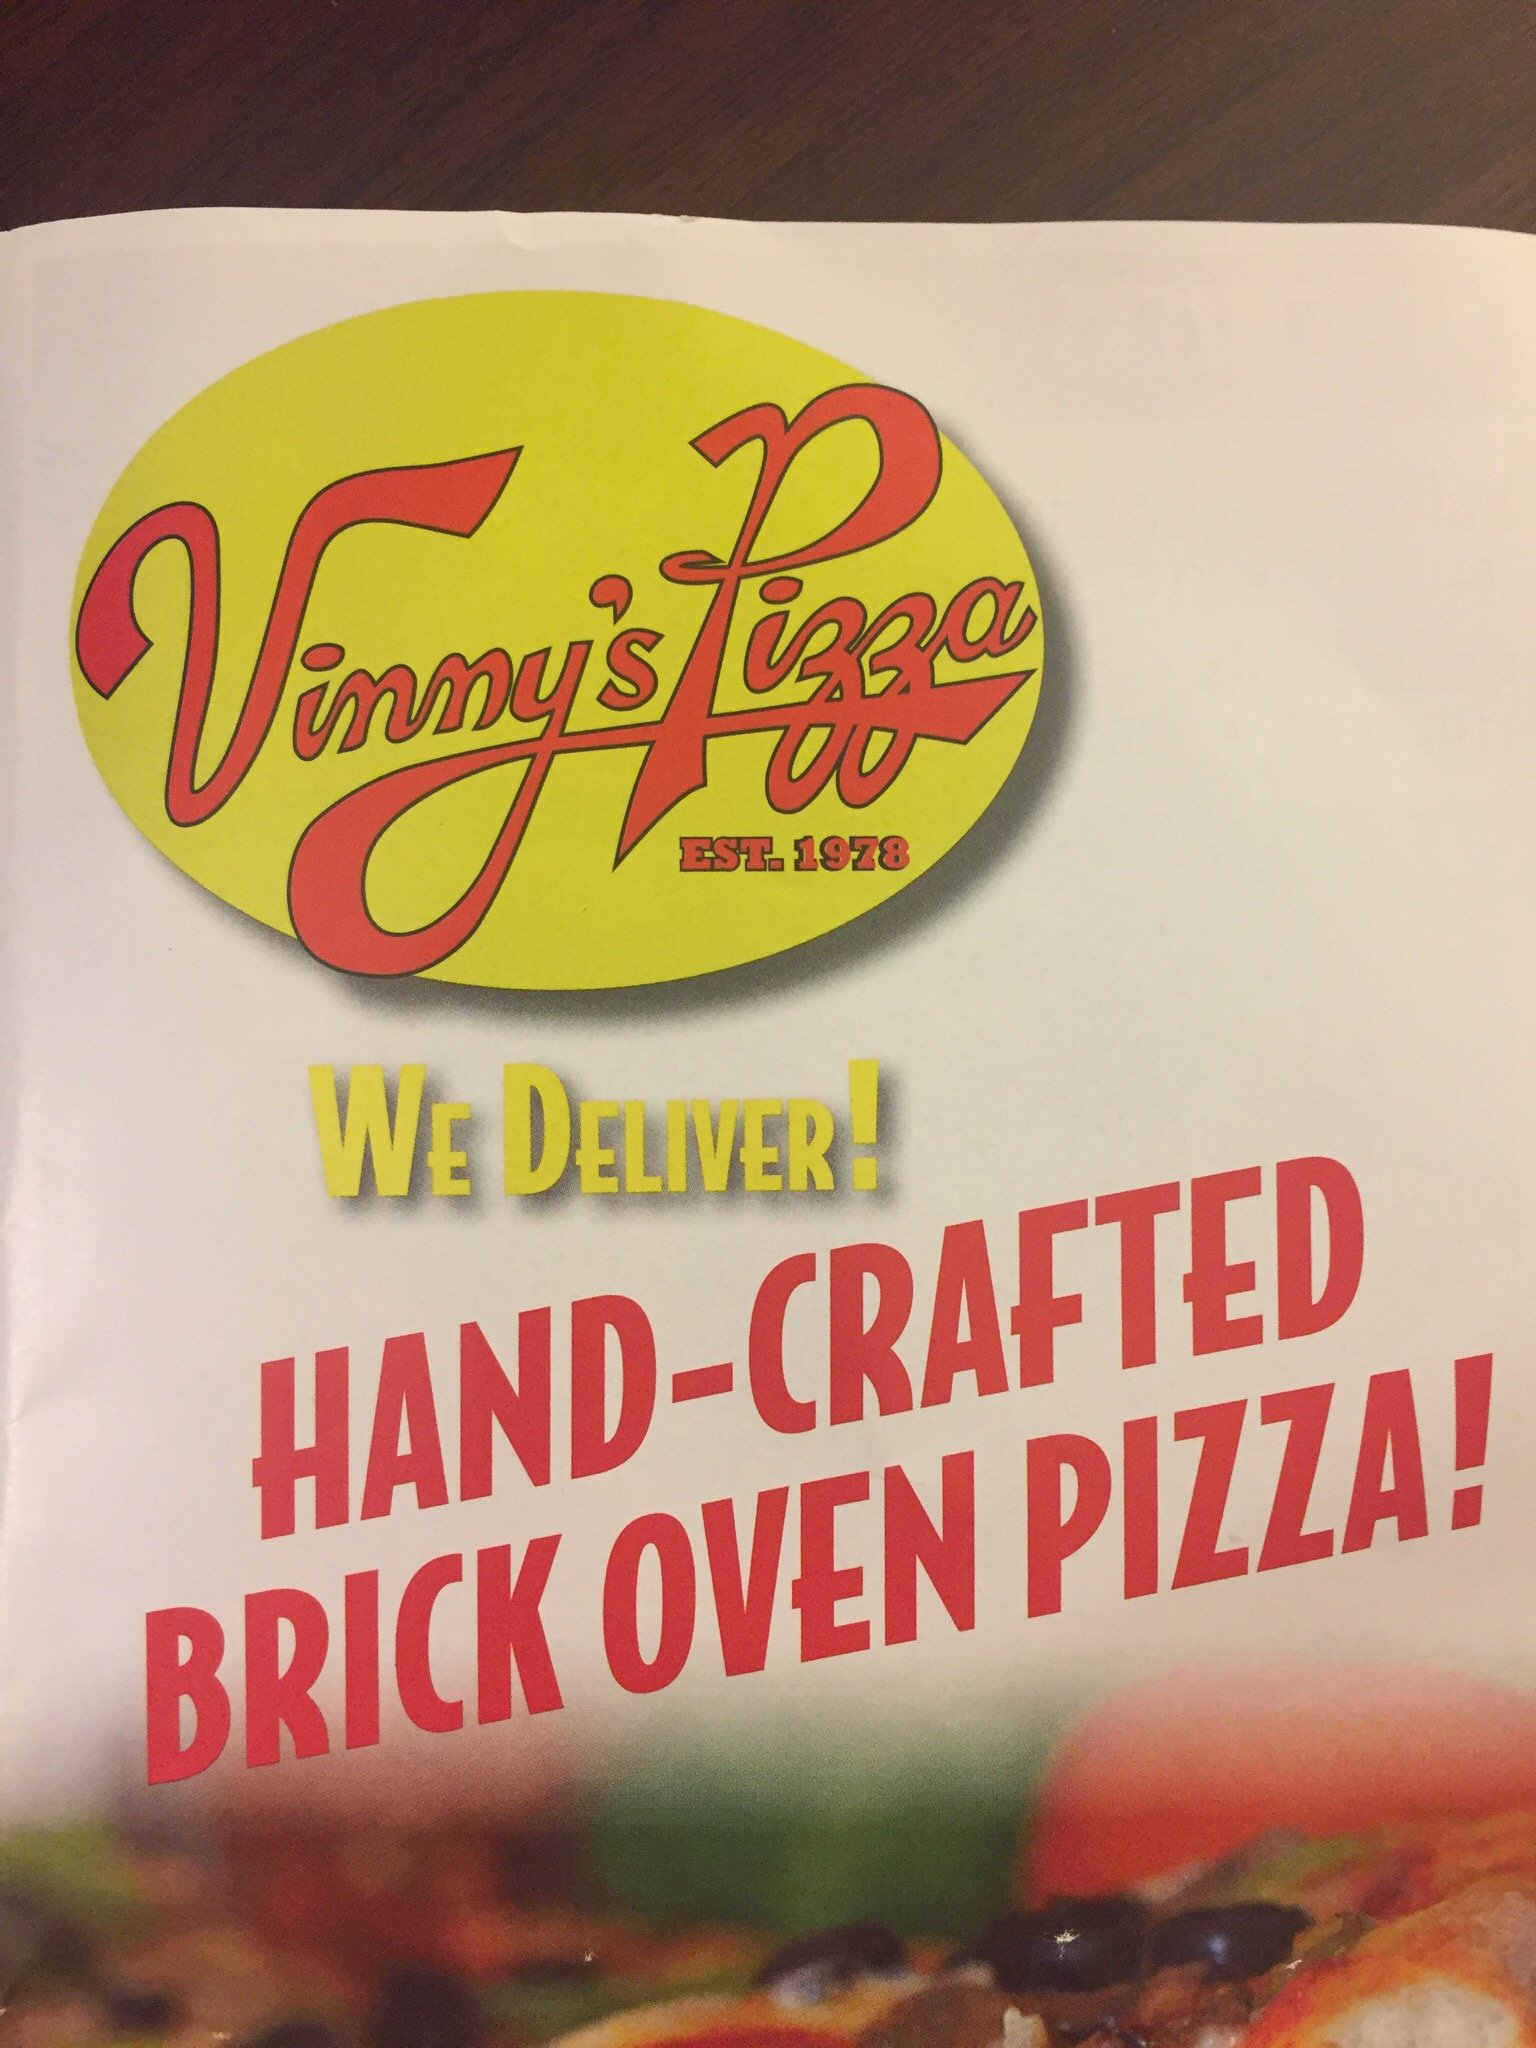 Vinny's Pizza
EST. 1978
WE DELIVER!
HAND-CRAFTED
BRICK OVEN PIZZA!